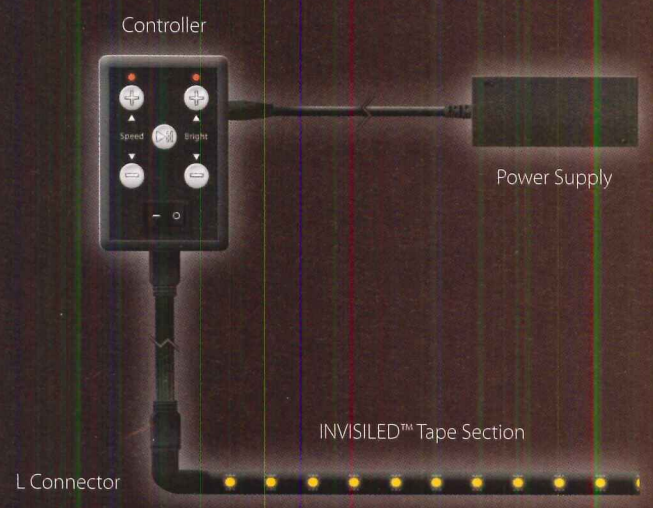 Controller
Speed
Bright
Power Supply
INVISILED™ Tape Section
L Connector